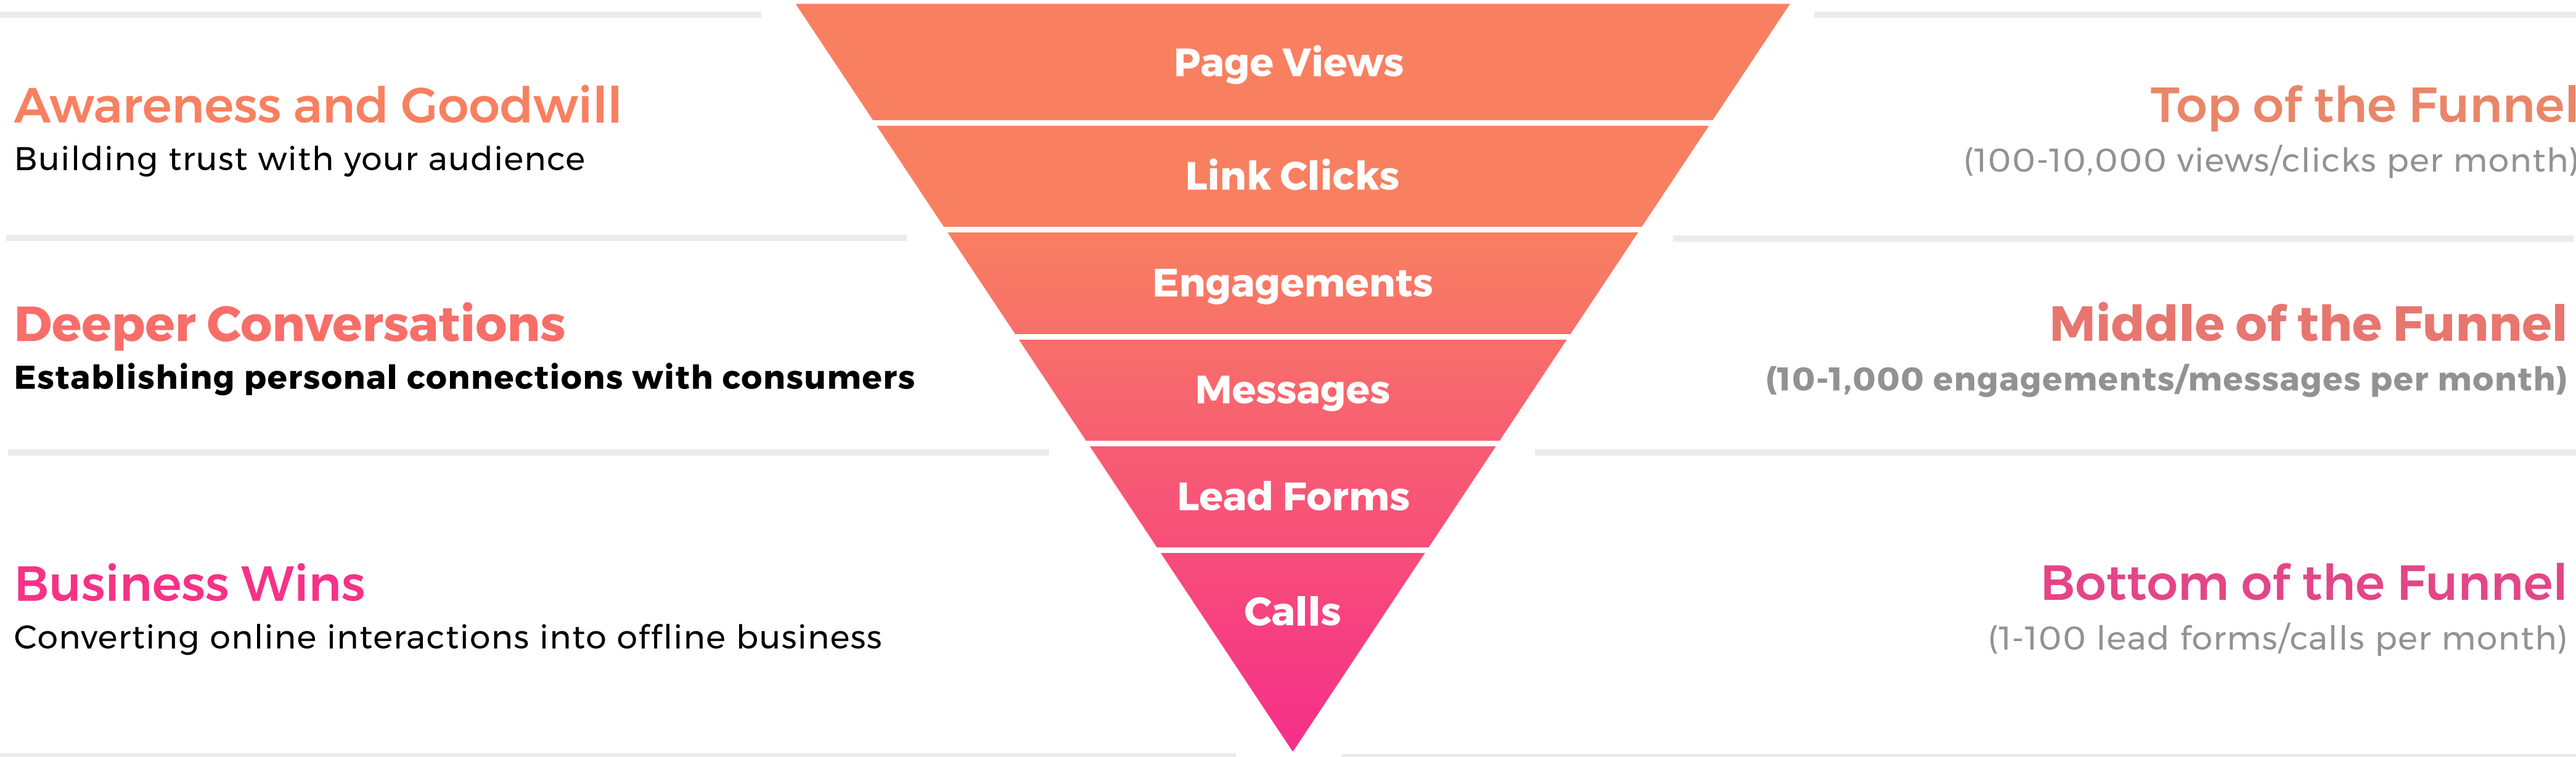 Page Views
Awareness and Goodwill
Building trust with your audience
Top of the Funnel
(100-10,000 views/clicks per month)
Link Clicks
Engagements
Deeper Conversations
Establishing personal connections with consumers
Middle of the Funnel
(10-1,000 engagements/messages per month)
Messages
Lead Forms
Business Wins
Converting online interactions into offline business
Calls
Bottom of the Funnel
(1-100 lead forms/calls per month)